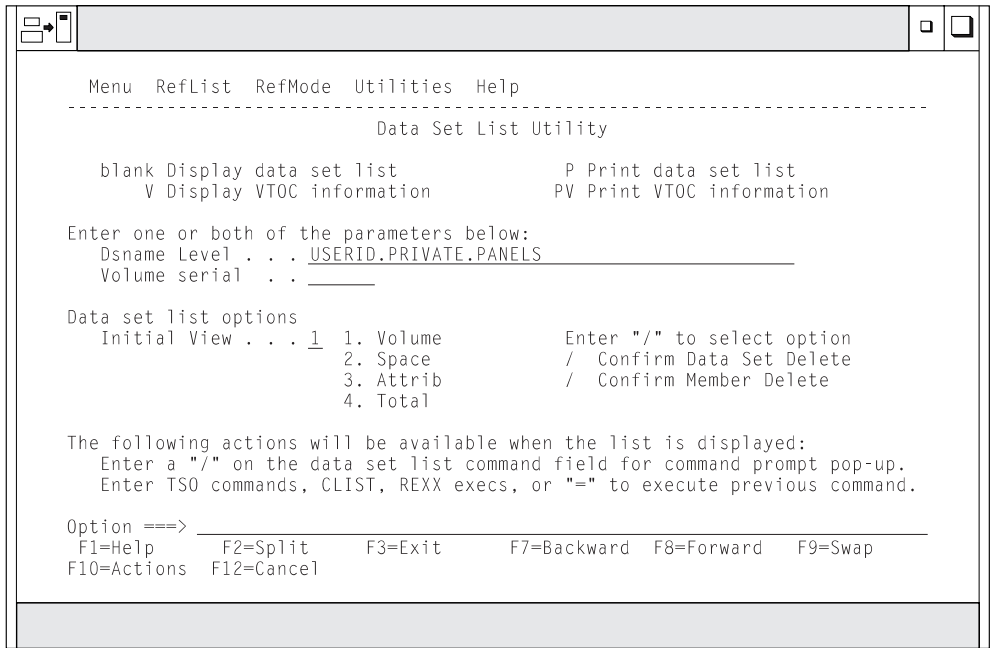 Menu RefList RefMode Utilities Help
Data Set List Utility
blank Display data set list P Print data set list
V Display VTOC information PV Print VTOC information
Enter one or both of the parameters below:
Dsname Level . . . USERID.PRIVATE.PANELS
Volume serial . .
Data set list options
Initial View . . . 1 1. Volume Enter "/" to select option
2. Space / Confirm Data Set Delete
3. Attrib / Confirm Member Delete
4. Total
The following actions will be available when the list is displayed:
Enter a "/" on the data set list command field for command prompt pop-up.
Enter TSO commands, CLIST, REXX execs, or "=" to execute previous command.
Option ===>
F1=Help F2=Split F3=Exit F7=Backward F8=Forward F9=Swap
F10=Actions F12=Cancel